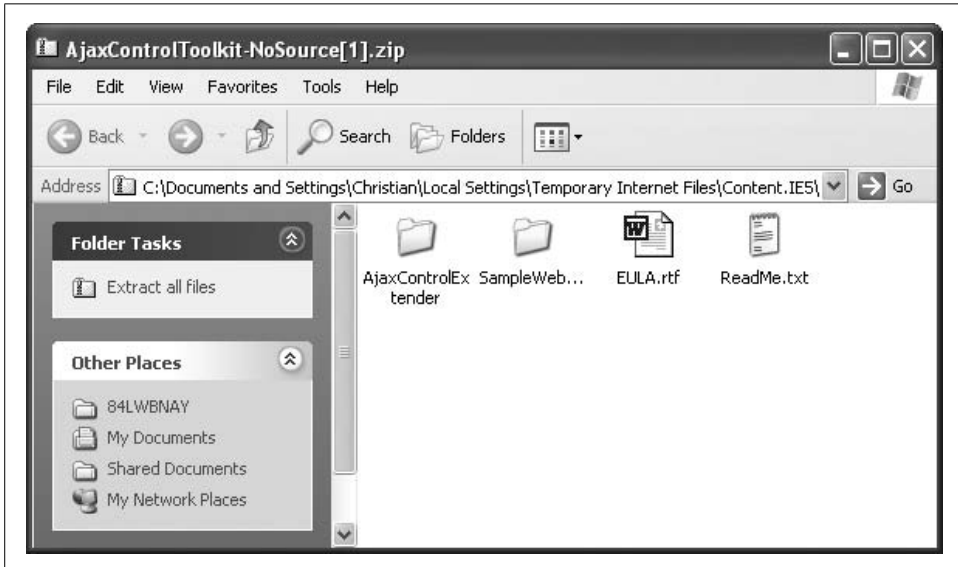 AjaxControlToolkit-NoSource[1].zip
File Edit View Favorites Tools Help
Back Search Folders
Address C:\Documents and Settings\Christian\Local Settings\Temporary Internet Files\Content.IE5\ Go
Folder Tasks
Extract all files
Other Places
84LWBNAY
My Documents
Shared Documents
My Network Places
AjaxControlEx
tender
SampleWeb...
EULA.rtf
ReadMe.txt